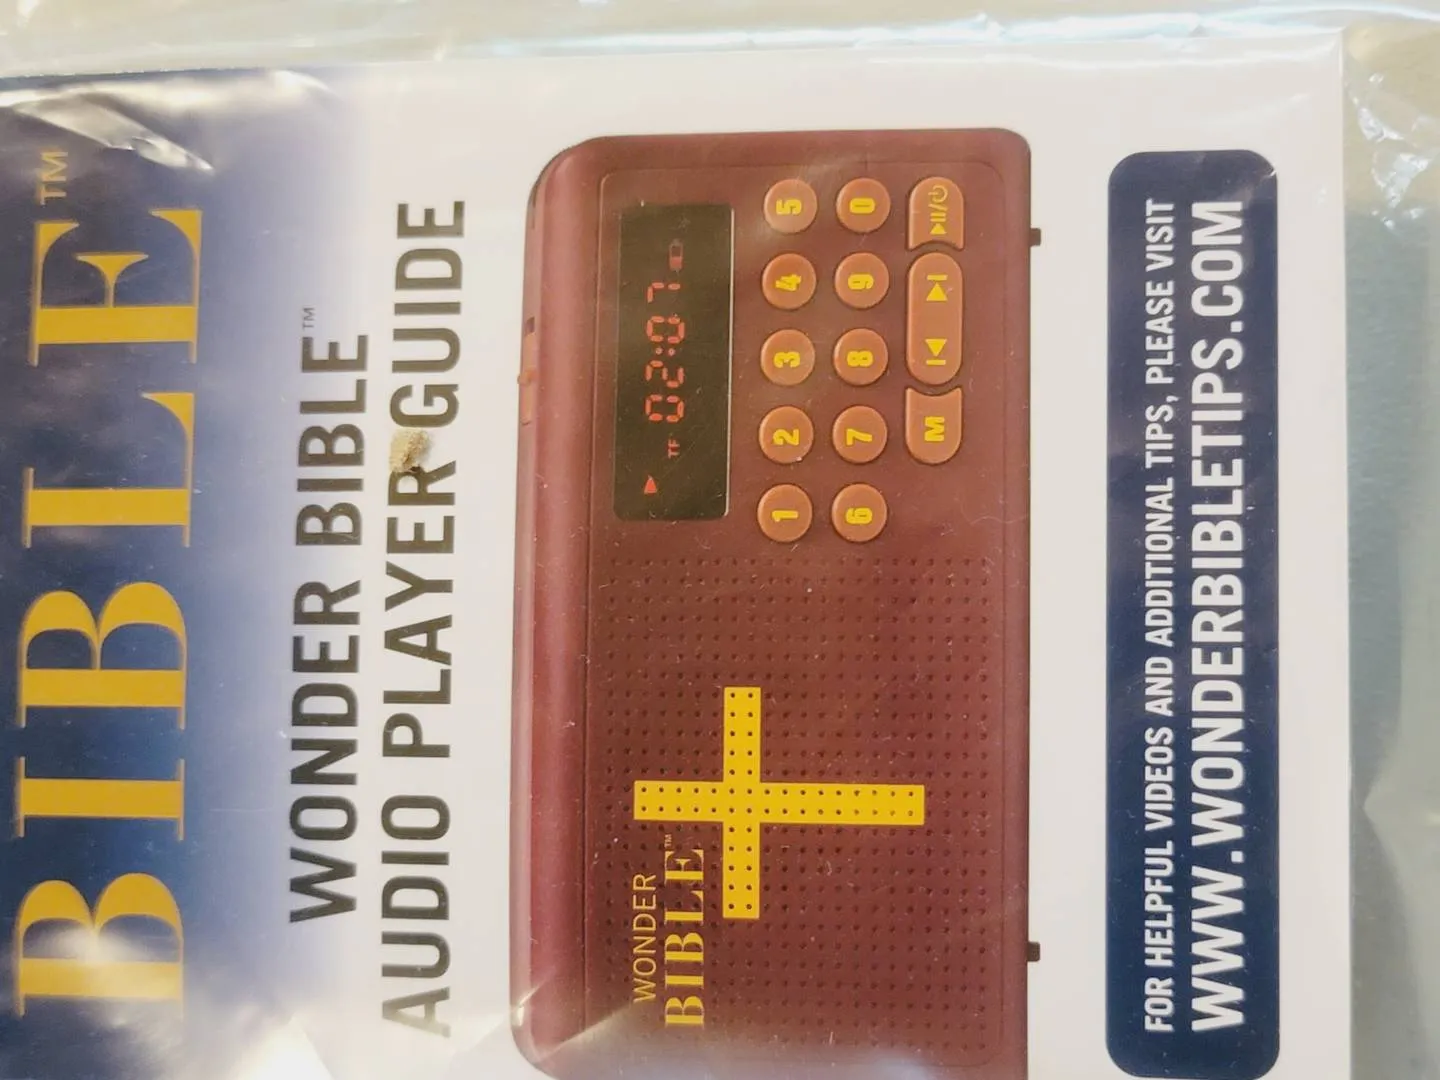 BIBLE™
WONDER BIBLE™
AUDIO PLAYER GUIDE
TF 02:07
1 2 3 4 5
6 7 8 9 0
M
WONDER
BIBLE™
FOR HELPFUL VIDEOS AND ADDITIONAL TIPS, PLEASE VISIT
WWW.WONDERBIBLETIPS.COM